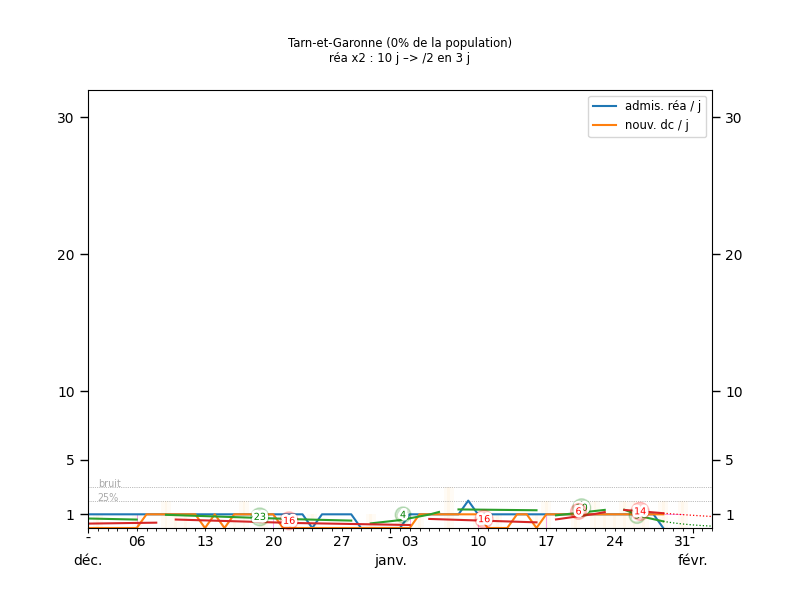 Tarn-et-Garonne (0% de la population)
réa x2 : 10 j –> /2 en 3 j
admis. réa / j
nouv. dc / j
30 30
20 20
10 10
5 5
bruit
25%
1 1
23 16 4 16 6 14
- 06 13 20 27 - 03 10 17 24 31 -
déc. janv. févr.